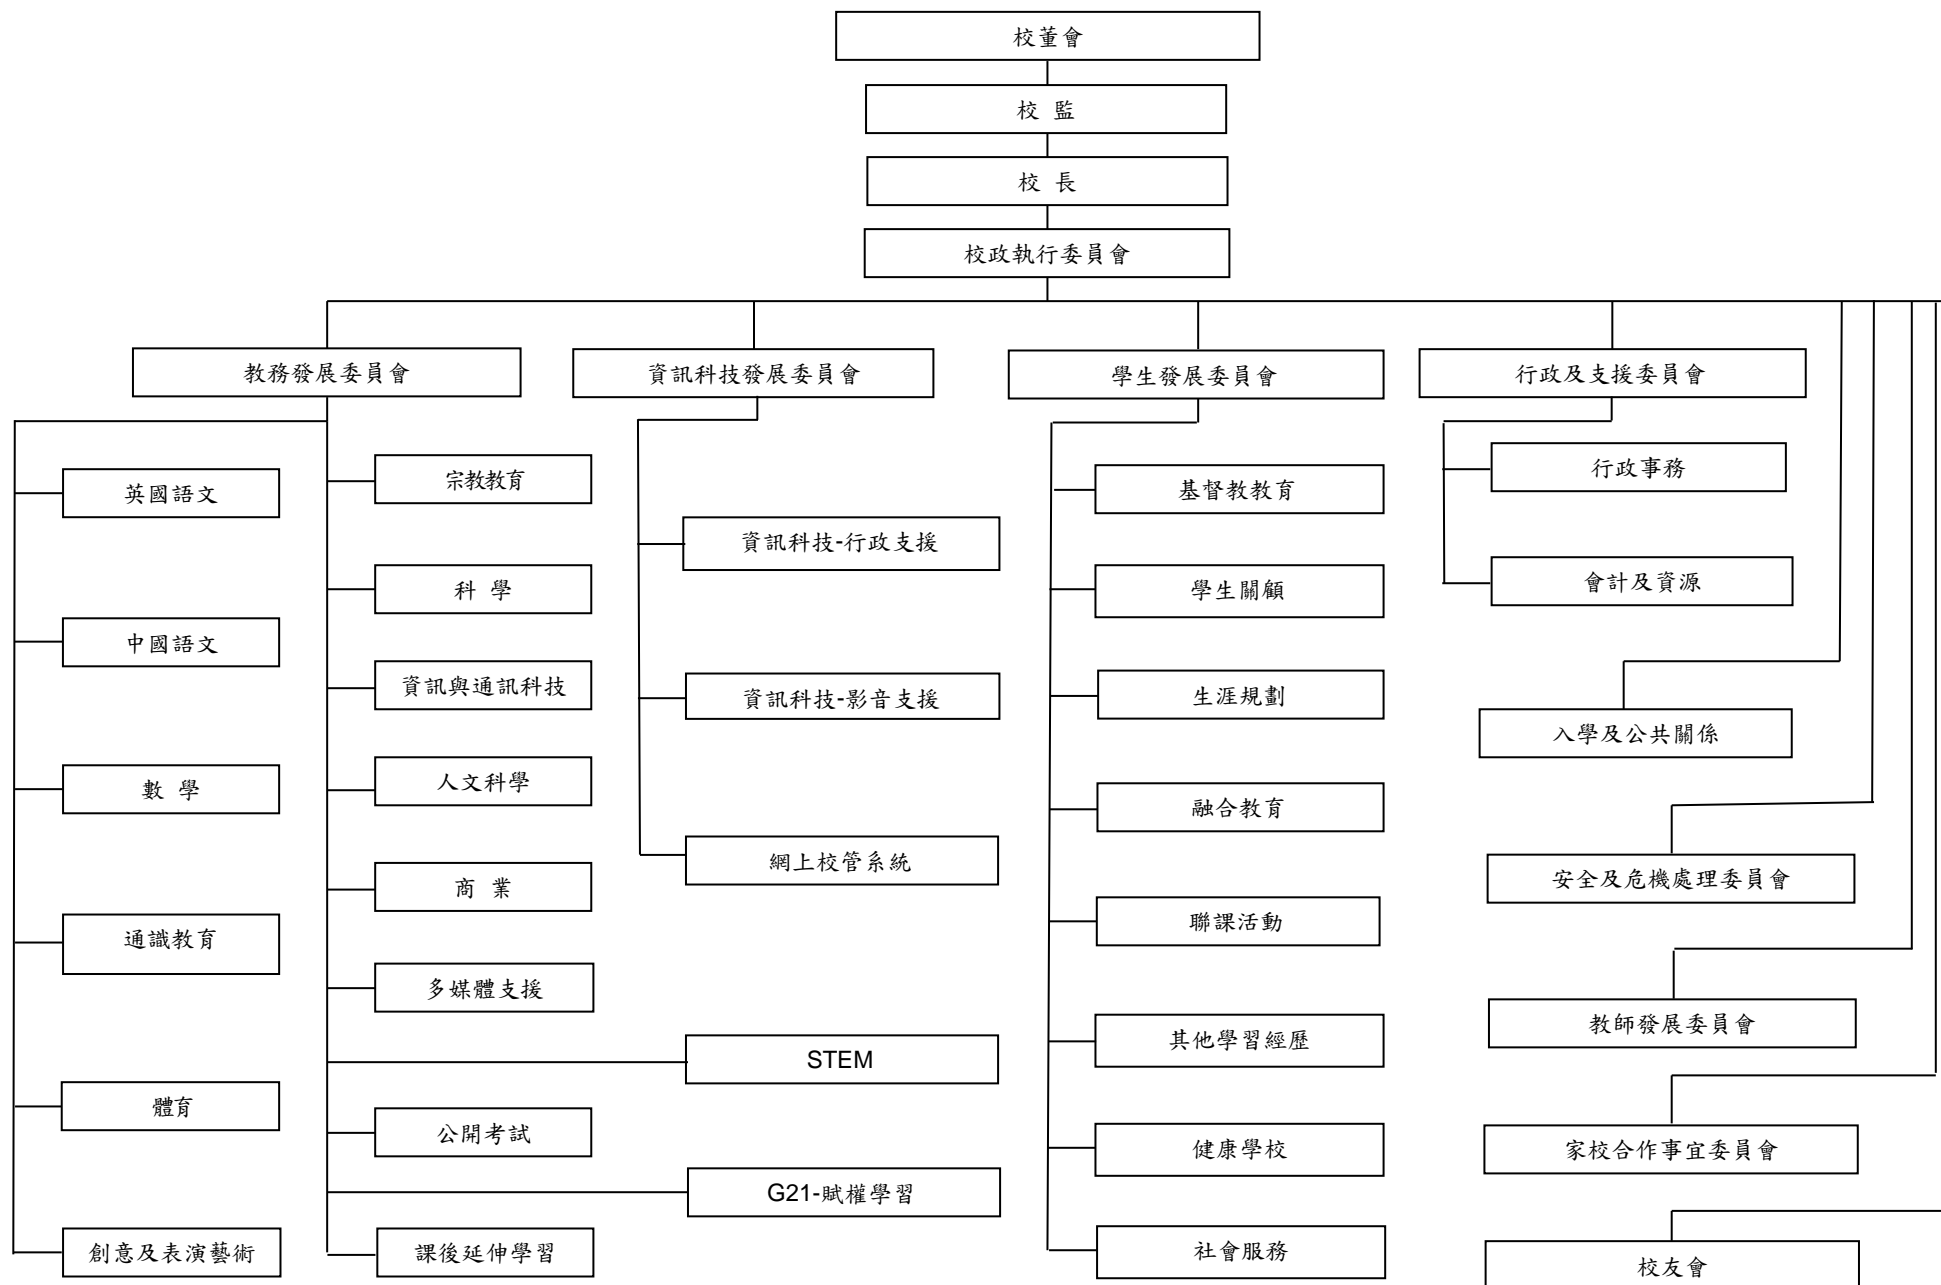 校董會
校 監
校 長
校政執行委員會
教務發展委員會
資訊科技發展委員會
學生發展委員會
行政及支援委員會
英國語文
中國語文
數 學
通識教育
體育
創意及表演藝術
宗教教育
科 學
資訊與通訊科技
人文科學
商 業
多媒體支援
STEM
公開考試
G21-賦權學習
課後延伸學習
資訊科技-行政支援
資訊科技-影音支援
網上校管系統
基督教教育
學生關顧
生涯規劃
融合教育
聯課活動
其他學習經歷
健康學校
社會服務
行政事務
會計及資源
入學及公共關係
安全及危機處理委員會
教師發展委員會
家校合作事宜委員會
校友會